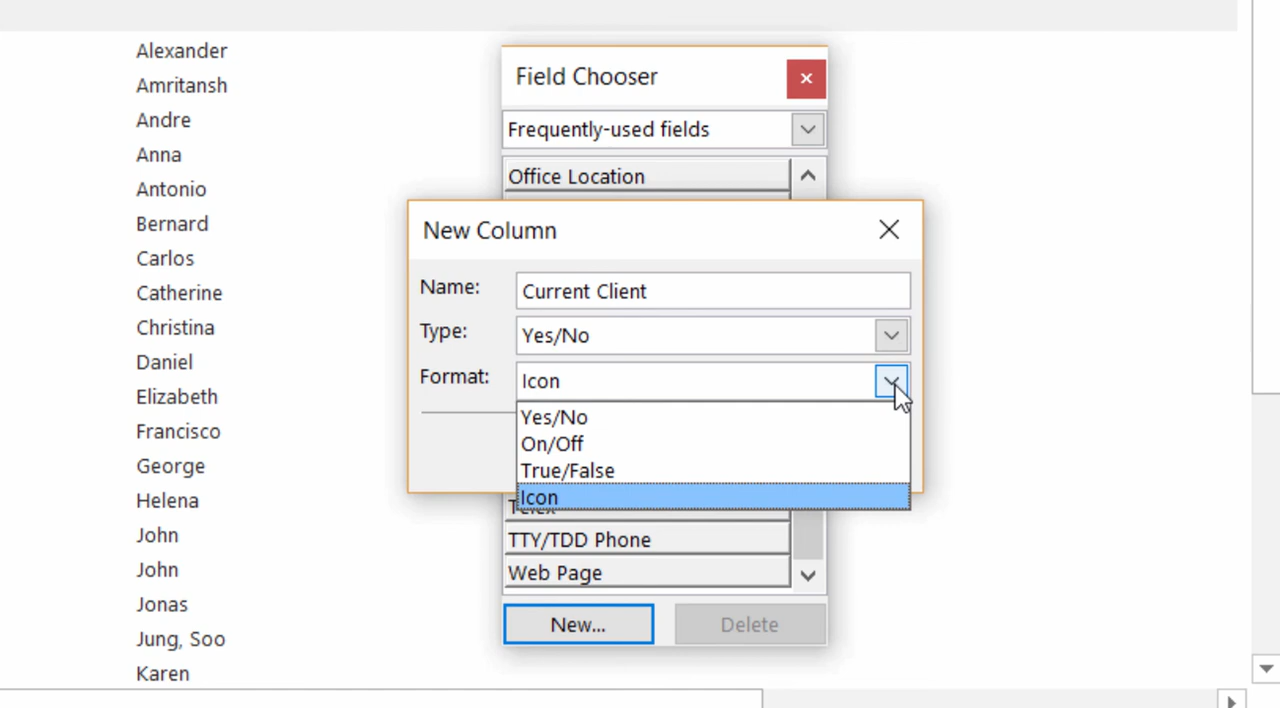 Alexander
Amritansh
Andre
Anna
Antonio
Bernard
Carlos
Catherine
Christina
Daniel
Elizabeth
Francisco
George
Helena
John
John
Jonas
Jung, Soo
Karen
Field Chooser
Frequently-used fields
Office Location
New Column
Name: Current Client
Type: Yes/No
Format: Icon
Yes/No
On/Off
True/False
Icon
Telex
TTY/TDD Phone
Web Page
New... Delete